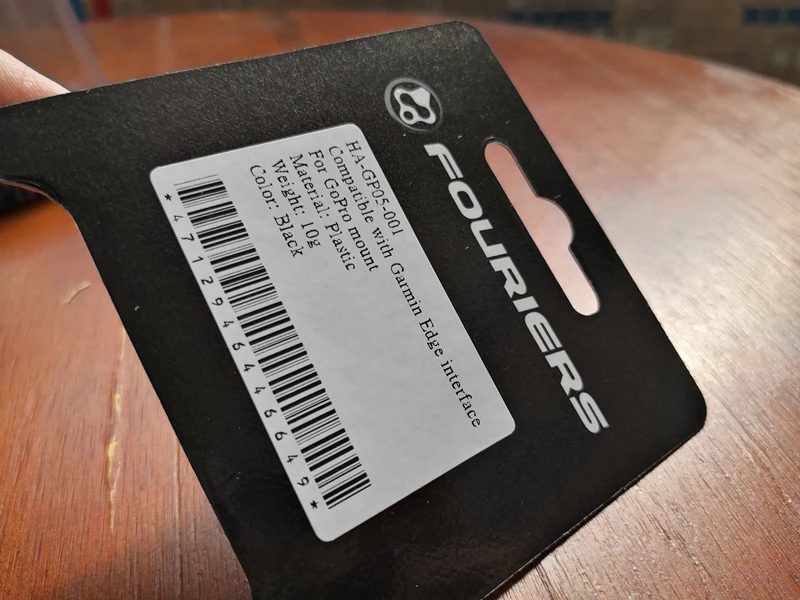 FOURIERS
HA-GP05-001
Compatible with Garmin Edge interface
For GoPro mount
Material: Plastic
Weight: 10g
Color: Black
* 4 7 1 2 9 4 6 4 4 6 6 4 9 *